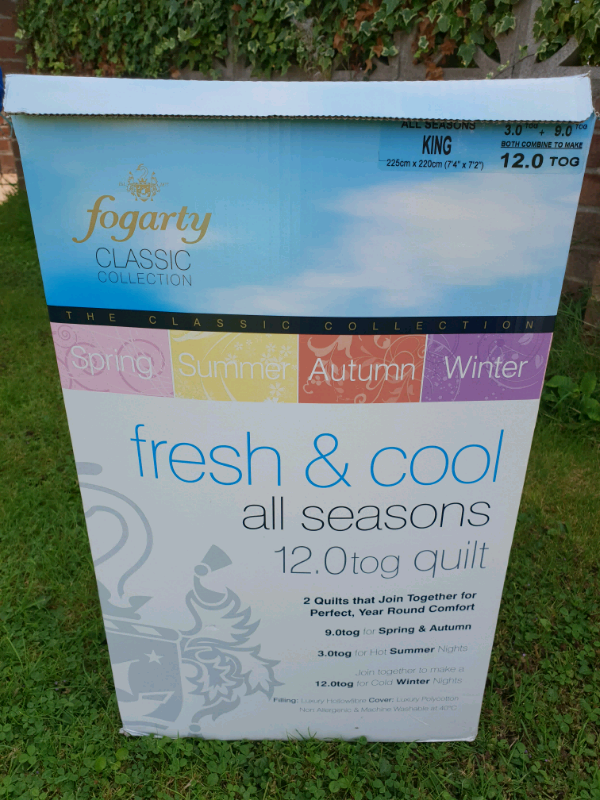 ALL SEASONS
KING
225cm x 220cm (7'4" x 7'2")
3.0 TOG + 9.0 TOG
BOTH COMBINE TO MAKE
12.0 TOG
fogarty
CLASSIC
COLLECTION
THE CLASSIC COLLECTION
Spring Summer Autumn Winter
fresh & cool
all seasons
12.0tog quilt
2 Quilts that Join Together for
Perfect, Year Round Comfort
9.0tog for Spring & Autumn
3.0tog for Hot Summer Nights
Join together to make a
12.0tog for Cold Winter Nights
Filling: Luxury Hollowfibre Cover: Luxury Polycotton
Non Allergenic & Machine Washable at 40°C